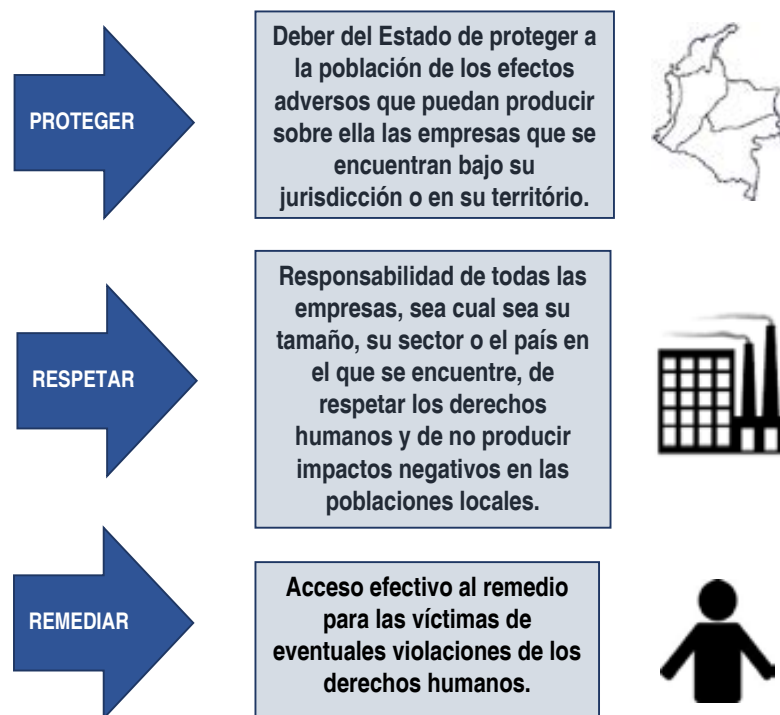 PROTEGER
Deber del Estado de proteger a
la población de los efectos
adversos que puedan producir
sobre ella las empresas que se
encuentran bajo su
jurisdicción o en su território.
RESPETAR
Responsabilidad de todas las
empresas, sea cual sea su
tamaño, su sector o el país en
el que se encuentre, de
respetar los derechos
humanos y de no producir
impactos negativos en las
poblaciones locales.
REMEDIAR
Acceso efectivo al remedio
para las víctimas de
eventuales violaciones de los
derechos humanos.